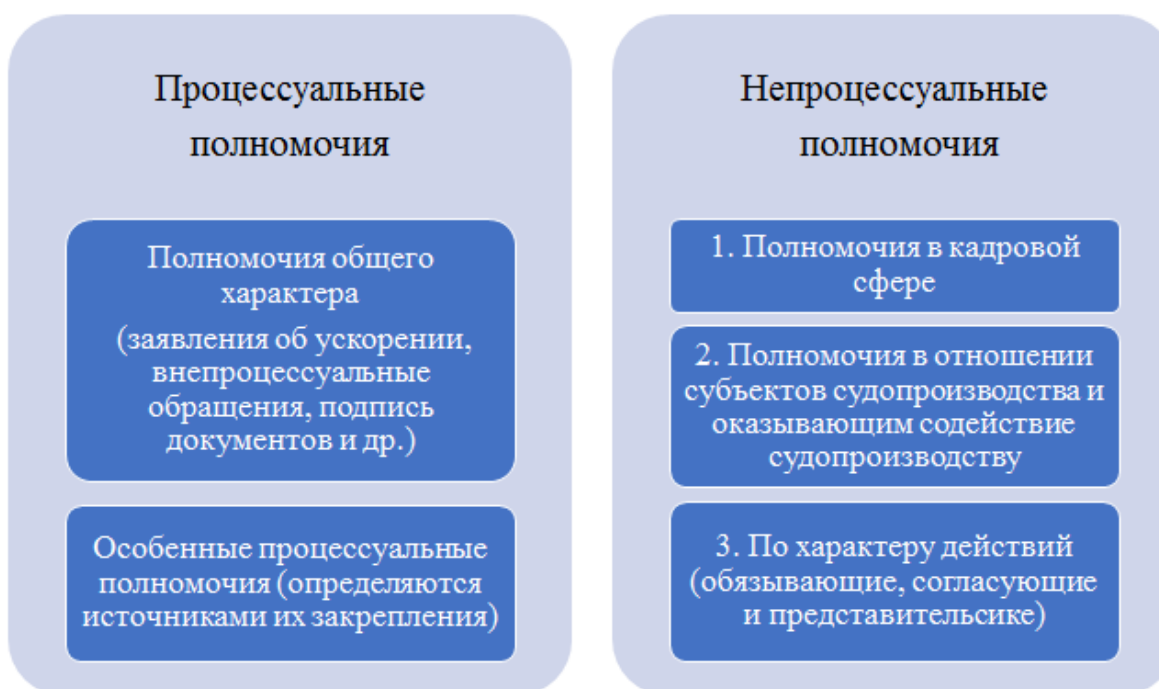 Процессуальные
полномочия
Полномочия общего
характера
(заявления об ускорении,
внепроцессуальные
обращения, подпись
документов и др.)
Особенные процессуальные
полномочия (определяются
источниками их закрепления)
Непроцессуальные
полномочия
1. Полномочия в кадровой
сфере
2. Полномочия в отношении
субъектов судопроизводства и
оказывающим содействие
судопроизводству
3. По характеру действий
(обязывающие, согласующие
и представительсике)